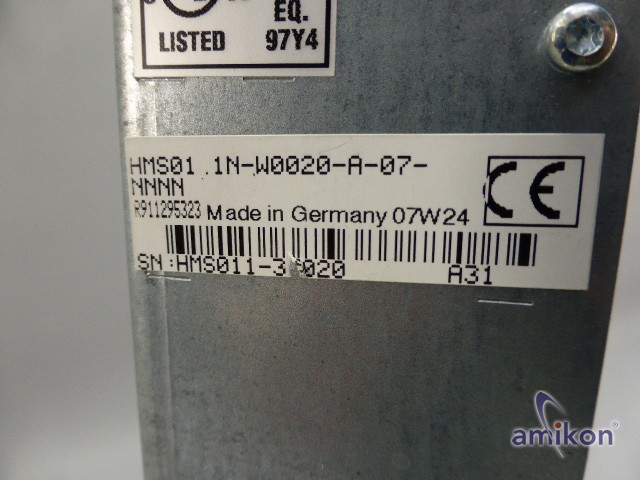 EQ.
LISTED 97Y4
HMS01.1N-W0020-A-07-
NNNN
R911295323 Made in Germany 07W24
CE
A31
amikon